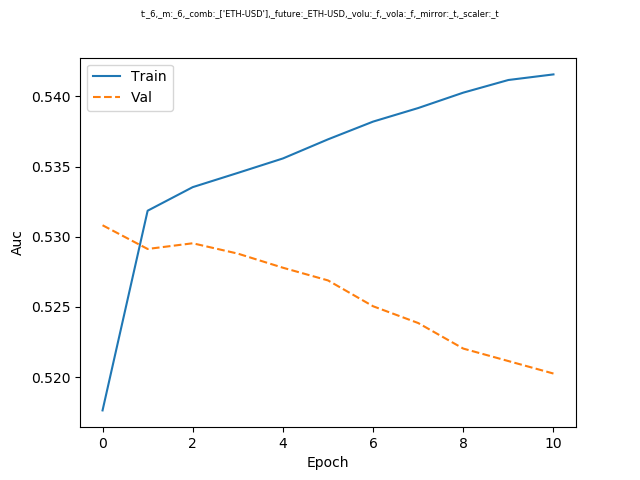 t:_6,_m:_6,_comb:_['ETH-USD'],_future:_ETH-USD,_volu:_f,_vola:_f,_mirror:_t,_scaler:_t
Train
Val
0.540
0.535
0.530
0.525
0.520
Auc
0 2 4 6 8 10
Epoch